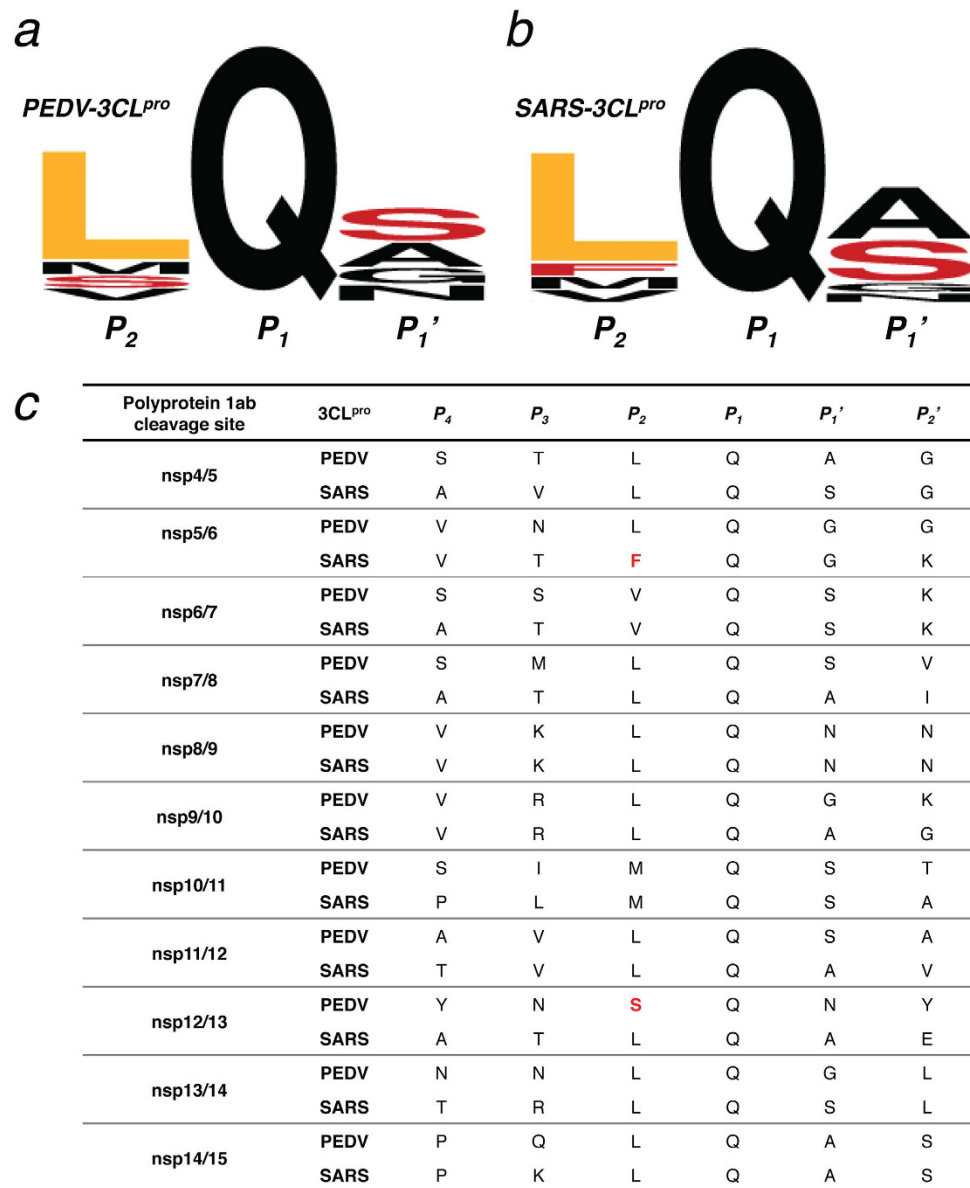 a
b
PEDV-3CLpro
SARS-3CLpro
L M S V
Q
S A G N
L F M V
Q
A S G N
P2 P1 P1’
P2 P1 P1’
c
Polyprotein 1ab cleavage site 3CLpro P4 P3 P2 P1 P1’ P2’
nsp4/5
PEDV S T L Q A G
SARS A V L Q S G
nsp5/6
PEDV V N L Q G G
SARS V T F Q G K
nsp6/7
PEDV S S V Q S K
SARS A T V Q S K
nsp7/8
PEDV S M L Q S V
SARS A T L Q A I
nsp8/9
PEDV V K L Q N N
SARS V K L Q N N
nsp9/10
PEDV V R L Q G K
SARS V R L Q A G
nsp10/11
PEDV S I M Q S T
SARS P L M Q S A
nsp11/12
PEDV A V L Q S A
SARS T V L Q A V
nsp12/13
PEDV Y N S Q N Y
SARS A T L Q A E
nsp13/14
PEDV N N L Q G L
SARS T R L Q S L
nsp14/15
PEDV P Q L Q A S
SARS P K L Q A S